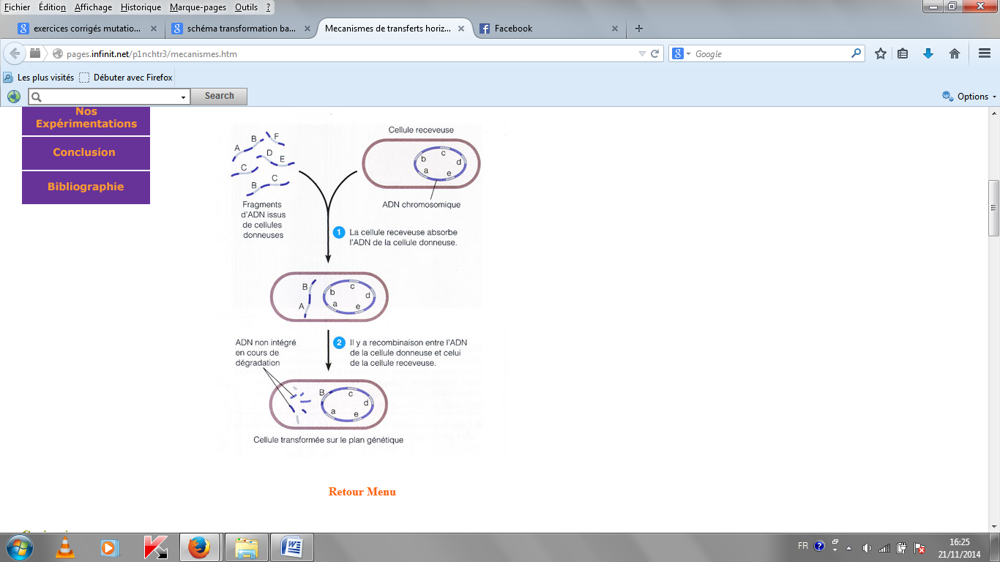 Fichier Édition Affichage Historique Marque-pages Outils ?
exercices corrigés mutatio...
schéma transformation ba...
Mecanismes de transferts horiz...
Facebook
pages.infinit.net/p1nchtr3/mecanismes.htm
Google
Les plus visités Débuter avec Firefox
Search
Options
Nos
Expérimentations
Conclusion
Bibliographie
Cellule receveuse
A B F
D E
C
B C
b c d
a e
Fragments
d'ADN issus
de cellules
donneuses
ADN chromosomique
1 La cellule receveuse absorbe
l'ADN de la cellule donneuse.
B
A
b c d
a e
ADN non intégré
en cours de
dégradation
2 Il y a recombinaison entre l'ADN
de la cellule donneuse et celui
de la cellule receveuse.
B c d
a e
Cellule transformée sur le plan génétique
Retour Menu
FR
16:25
21/11/2014